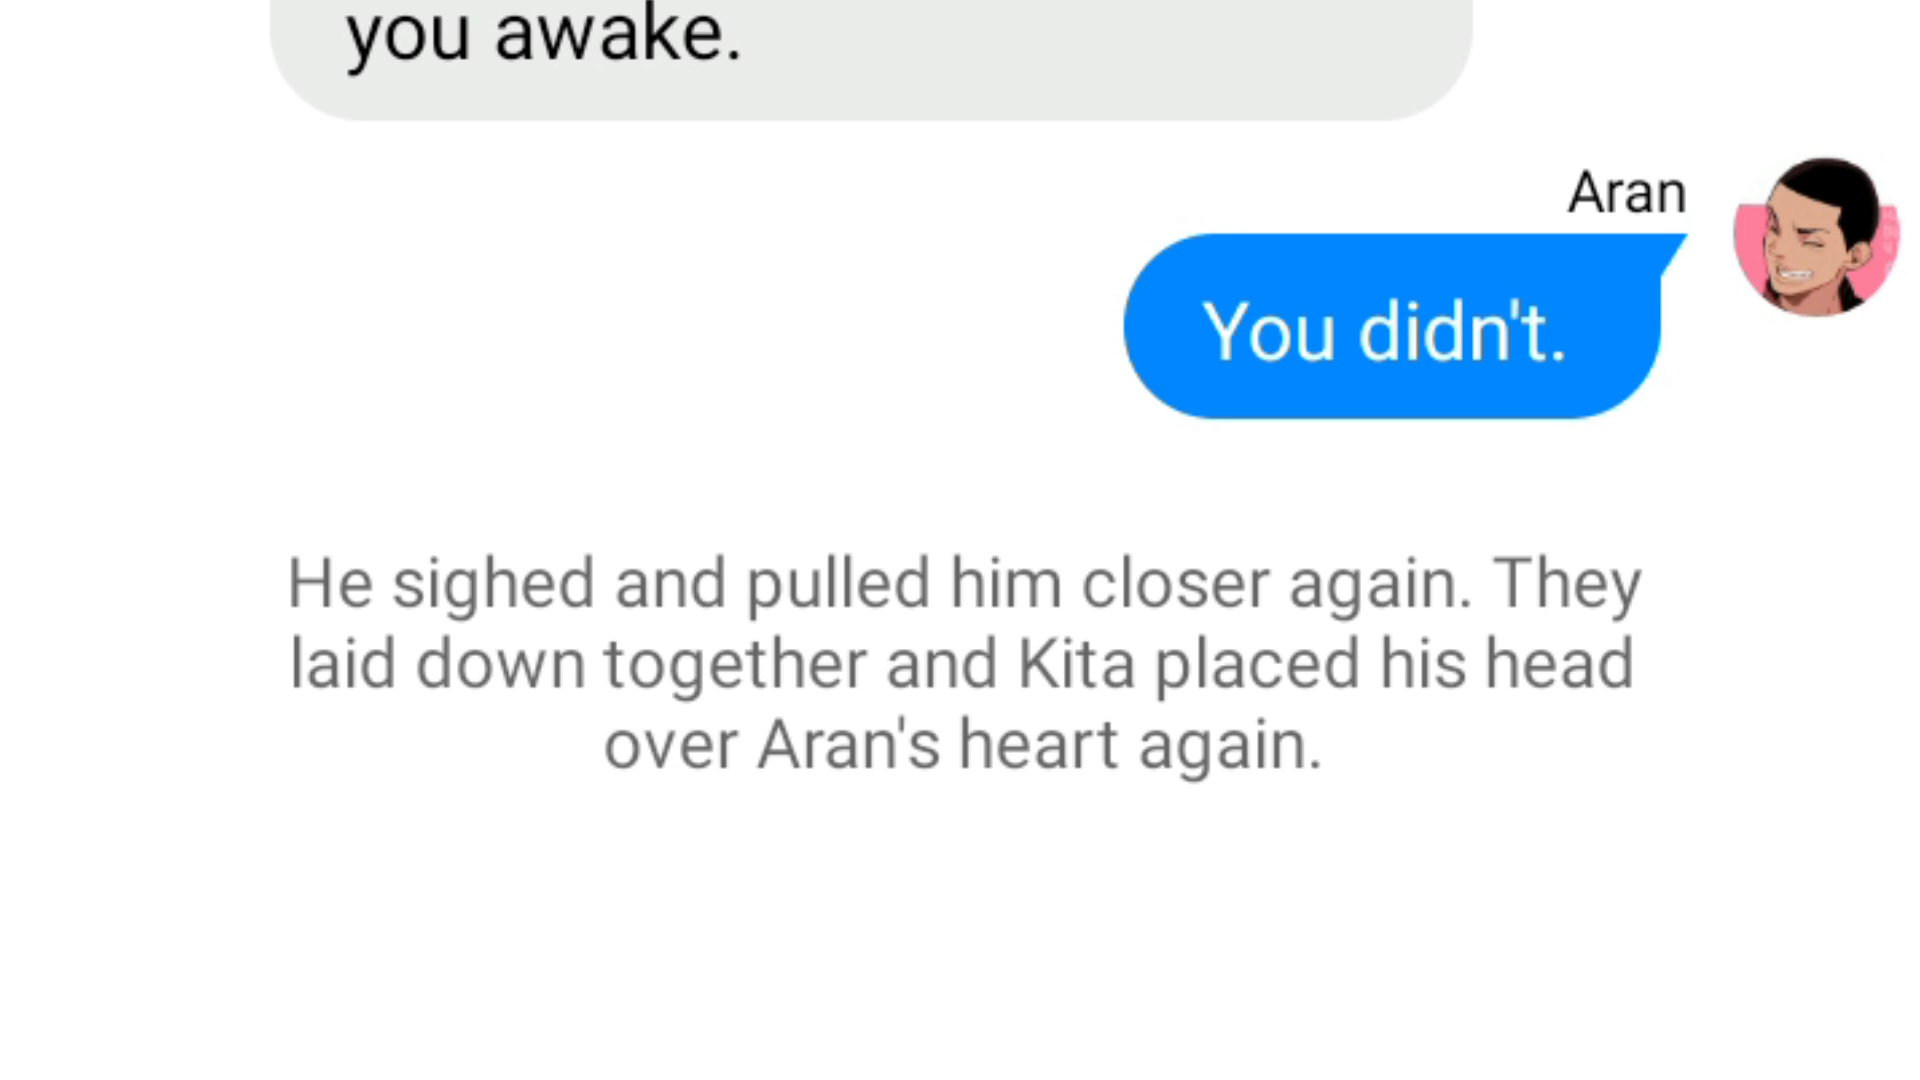 you awake.
Aran
You didn't.
He sighed and pulled him closer again. They
laid down together and Kita placed his head
over Aran's heart again.